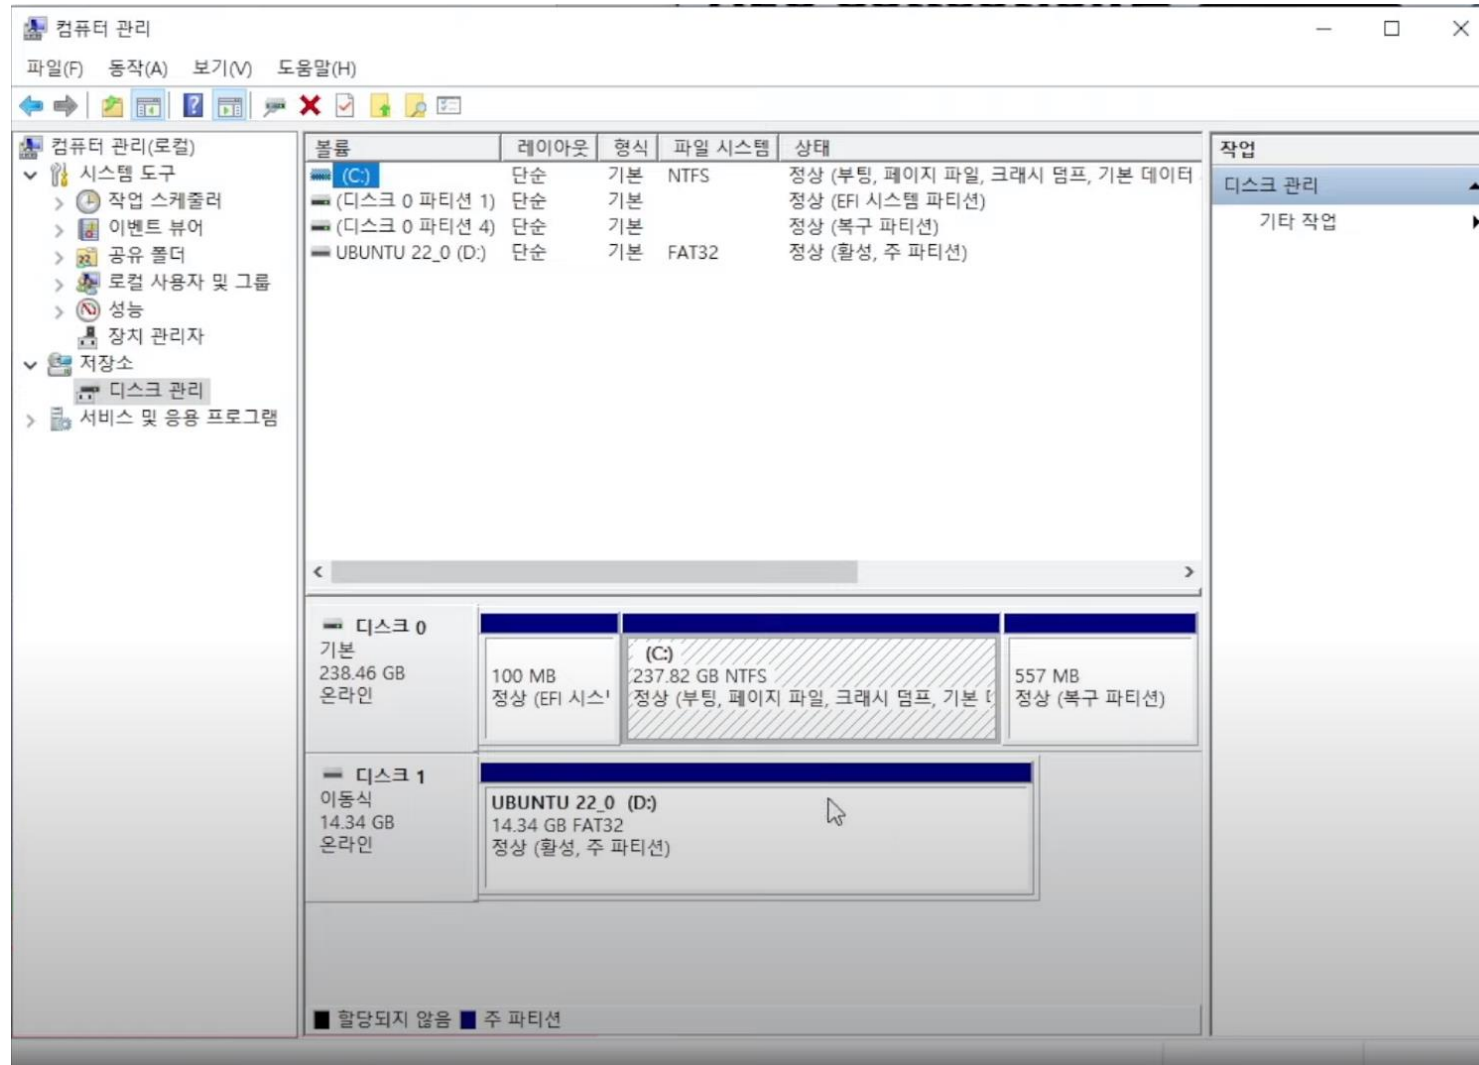 컴퓨터 관리
파일(F) 동작(A) 보기(V) 도움말(H)
컴퓨터 관리(로컬)
시스템 도구
작업 스케줄러
이벤트 뷰어
공유 폴더
로컬 사용자 및 그룹
성능
장치 관리자
저장소
디스크 관리
서비스 및 응용 프로그램
볼륨 레이아웃 형식 파일 시스템 상태
(C:) 단순 기본 NTFS 정상 (부팅, 페이지 파일, 크래시 덤프, 기본 데이터
(디스크 0 파티션 1) 단순 기본 정상 (EFI 시스템 파티션)
(디스크 0 파티션 4) 단순 기본 정상 (복구 파티션)
UBUNTU 22_0 (D:) 단순 기본 FAT32 정상 (활성, 주 파티션)
디스크 0
기본
238.46 GB
온라인
100 MB
정상 (EFI 시스
(C:)
237.82 GB NTFS
정상 (부팅, 페이지 파일, 크래시 덤프, 기본 데
557 MB
정상 (복구 파티션)
디스크 1
이동식
14.34 GB
온라인
UBUNTU 22_0 (D:)
14.34 GB FAT32
정상 (활성, 주 파티션)
할당되지 않음 주 파티션
작업
디스크 관리
기타 작업